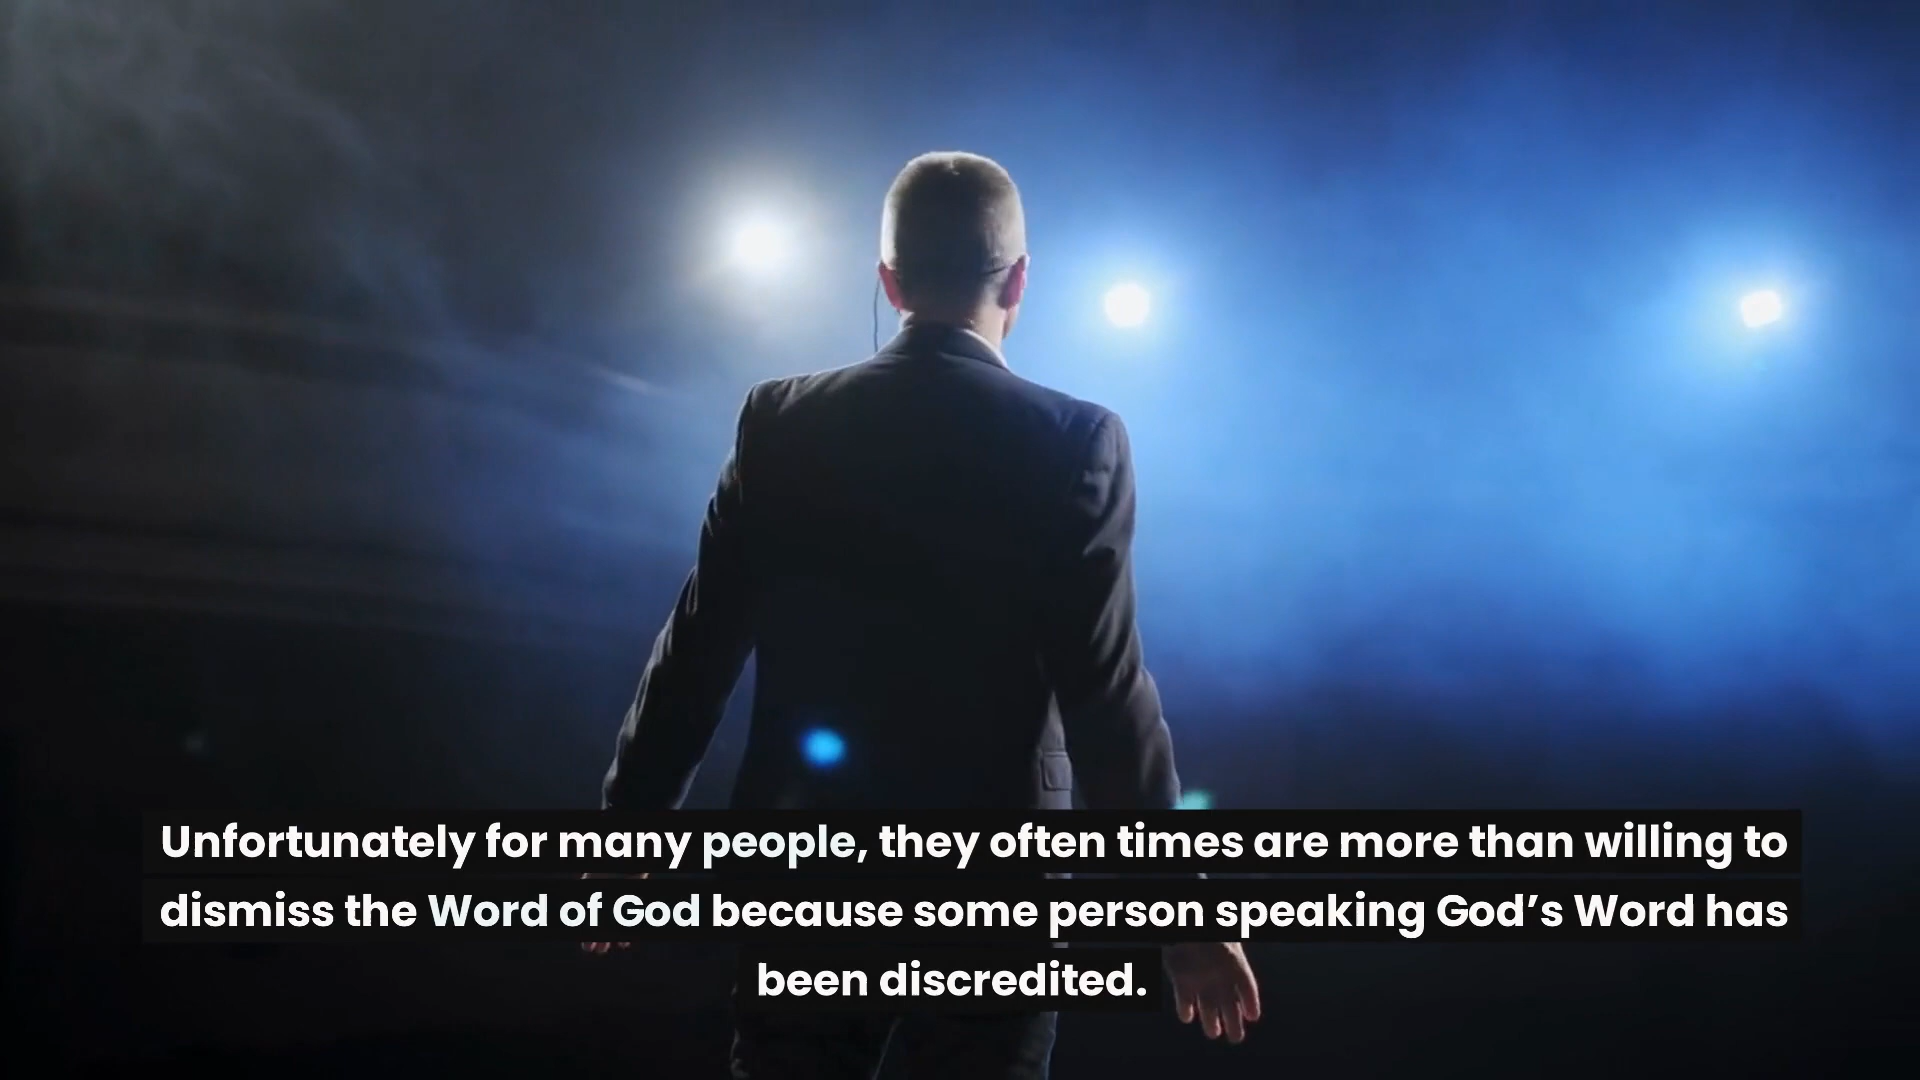 Unfortunately for many people, they often times are more than willing to
dismiss the Word of God because some person speaking God’s Word has
been discredited.